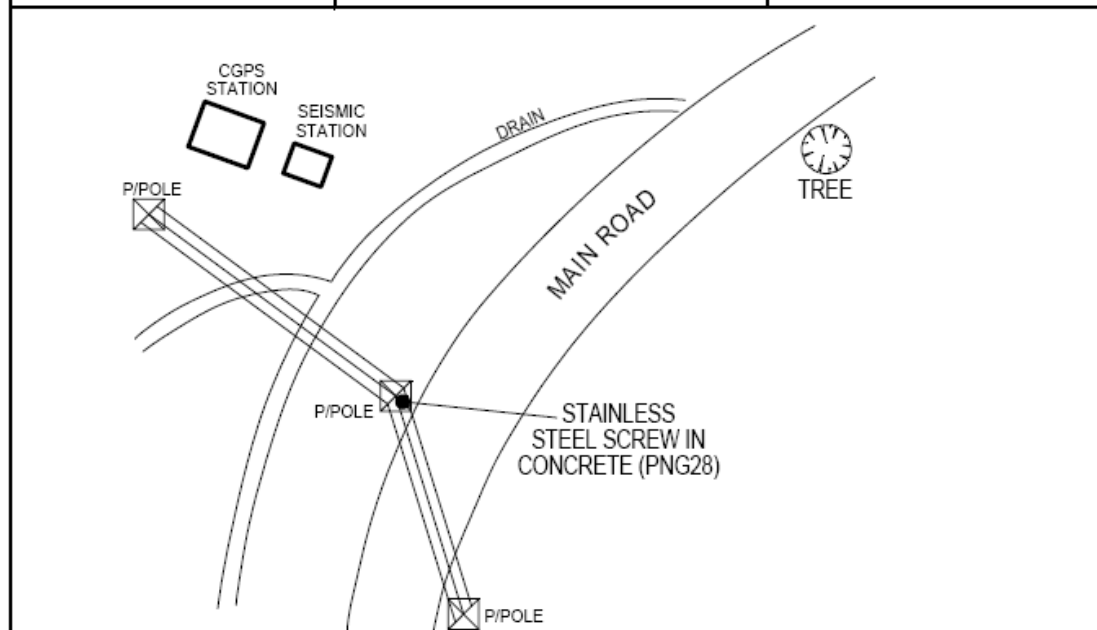 CGPS
STATION
SEISMIC
STATION
DRAIN
P/POLE
TREE
MAIN ROAD
P/POLE
STAINLESS
STEEL SCREW IN
CONCRETE (PNG28)
P/POLE